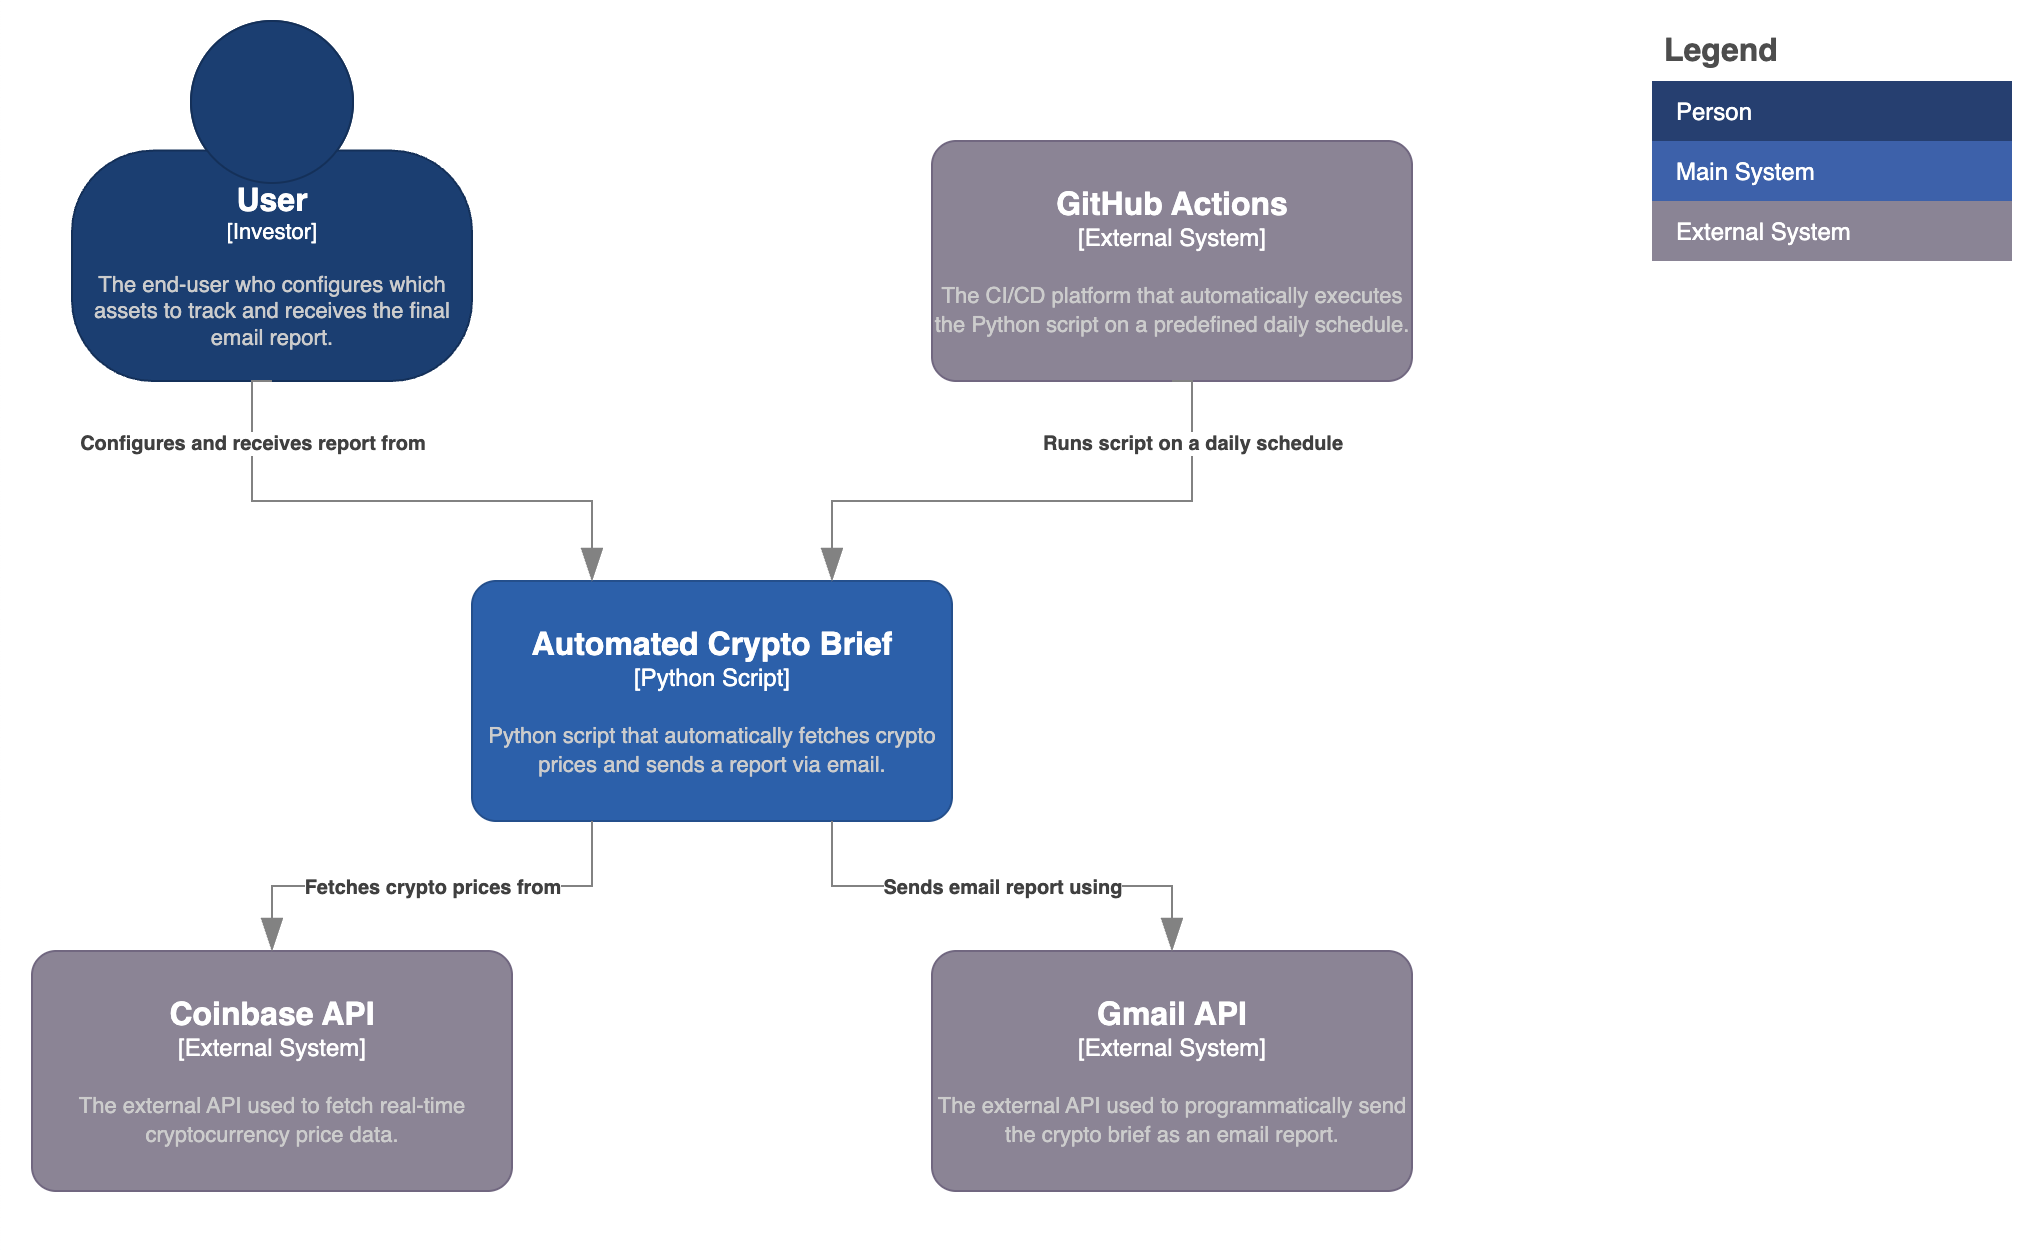 Legend
Person
Main System
External System
User
[Investor]
The end-user who configures which
assets to track and receives the final
email report.
GitHub Actions
[External System]
The CI/CD platform that automatically executes
the Python script on a predefined daily schedule.
Configures and receives report from
Runs script on a daily schedule
Automated Crypto Brief
[Python Script]
Python script that automatically fetches crypto
prices and sends a report via email.
Fetches crypto prices from
Sends email report using
Coinbase API
[External System]
The external API used to fetch real-time
cryptocurrency price data.
Gmail API
[External System]
The external API used to programmatically send
the crypto brief as an email report.